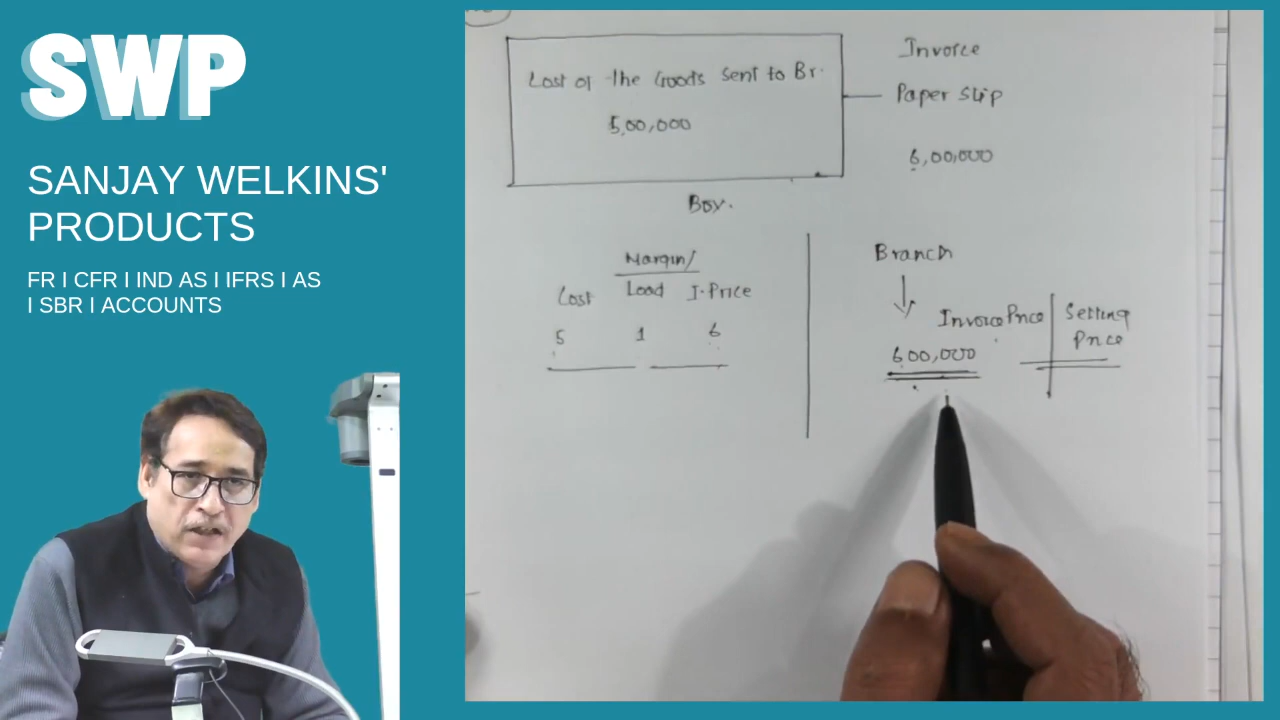 SWP
SANJAY WELKINS'
PRODUCTS
FR I CFR I IND AS I IFRS I AS
I SBR I ACCOUNTS
Cost of the Goods Sent to Br.
5,00,000
Box.
Invoice
Paper Slip
6,00,000
Margin/
Cost Load I-Price
5 1 6
Branch
Invoice Price Selling
Price
600,000